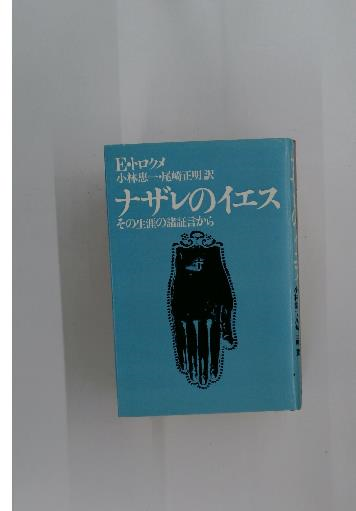 E・トロクメ
小林恵一・尾崎正明 訳
ナザレのイエス
その生涯の諸証言から